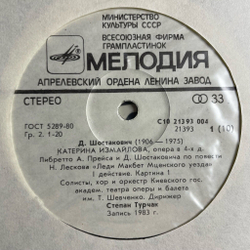 МИНИСТЕРСТВО
КУЛЬТУРЫ СССР
ВСЕСОЮЗНАЯ ФИРМА
ГРАМПЛАСТИНОК
МЕЛОДИЯ
АПРЕЛЕВСКИЙ ОРДЕНА ЛЕНИНА ЗАВОД
СТЕРЕО 33
ГОСТ 5289-80 С10 21393 004
Гр. 2. 1-20 21393 1 (10)
Д. Шостакович (1906—1975)
КАТЕРИНА ИЗМАЙЛОВА, опера в 4-х д.
Либретто А. Прейса и Д. Шостаковича по повести
Н. Лескова «Леди Макбет Мценского уезда»
1 действие. Картина 1
Солисты, хор и оркестр Киевского гос.
академ. театра оперы и балета
им. Т. Шевченко. Дирижер
Степан Турчак
Запись 1983 г.